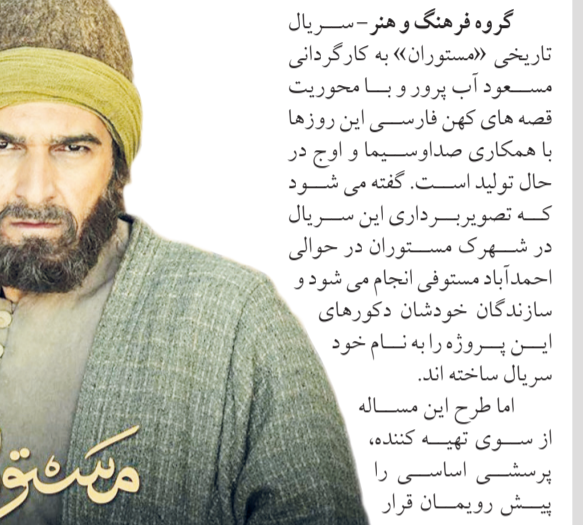 گروه فرهنگ و هنر – سریال
تاریخی «مستوران» به کارگردانی
مسعود آب پرور و با محوریت
قصه های کهن فارسی این روزها
با همکاری صداوسیما و اوج در
حال تولید است. گفته می شود
که تصویربرداری این سریال
در شهرک مستوران در حوالی
احمدآباد مستوفی انجام می شود و
سازندگان خودشان دکورهای
این پروژه را به نام خود
سریال ساخته اند.
اما طرح این مساله
از سوی تهیه کننده،
پرسشی اساسی را
پیش رویمان قرار